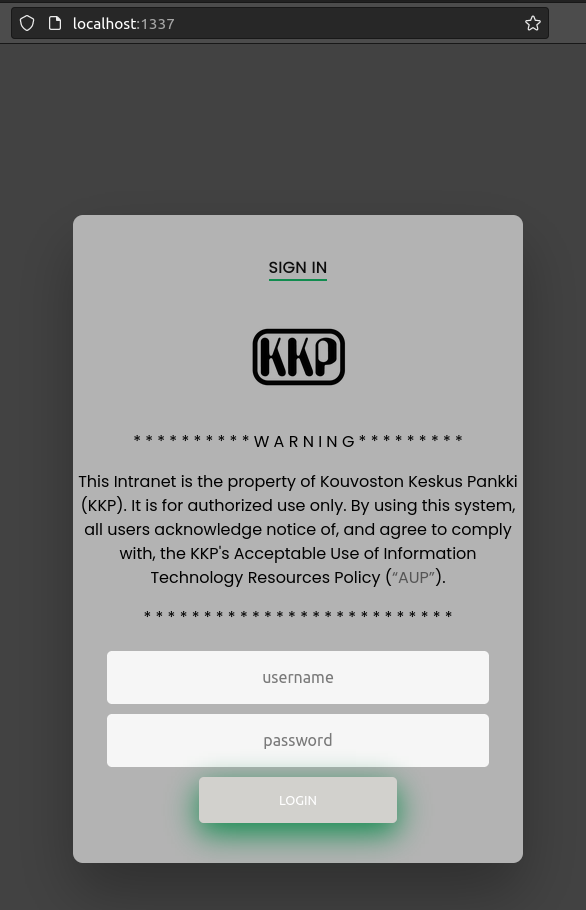 localhost:1337
SIGN IN
KKP
* * * * * * * * * * W A R N I N G * * * * * * * * *
This Intranet is the property of Kouvoston Keskus Pankki
(KKP). It is for authorized use only. By using this system,
all users acknowledge notice of, and agree to comply
with, the KKP's Acceptable Use of Information
Technology Resources Policy (“AUP”).
* * * * * * * * * * * * * * * * * * * * * * * * * *
username
password
LOGIN